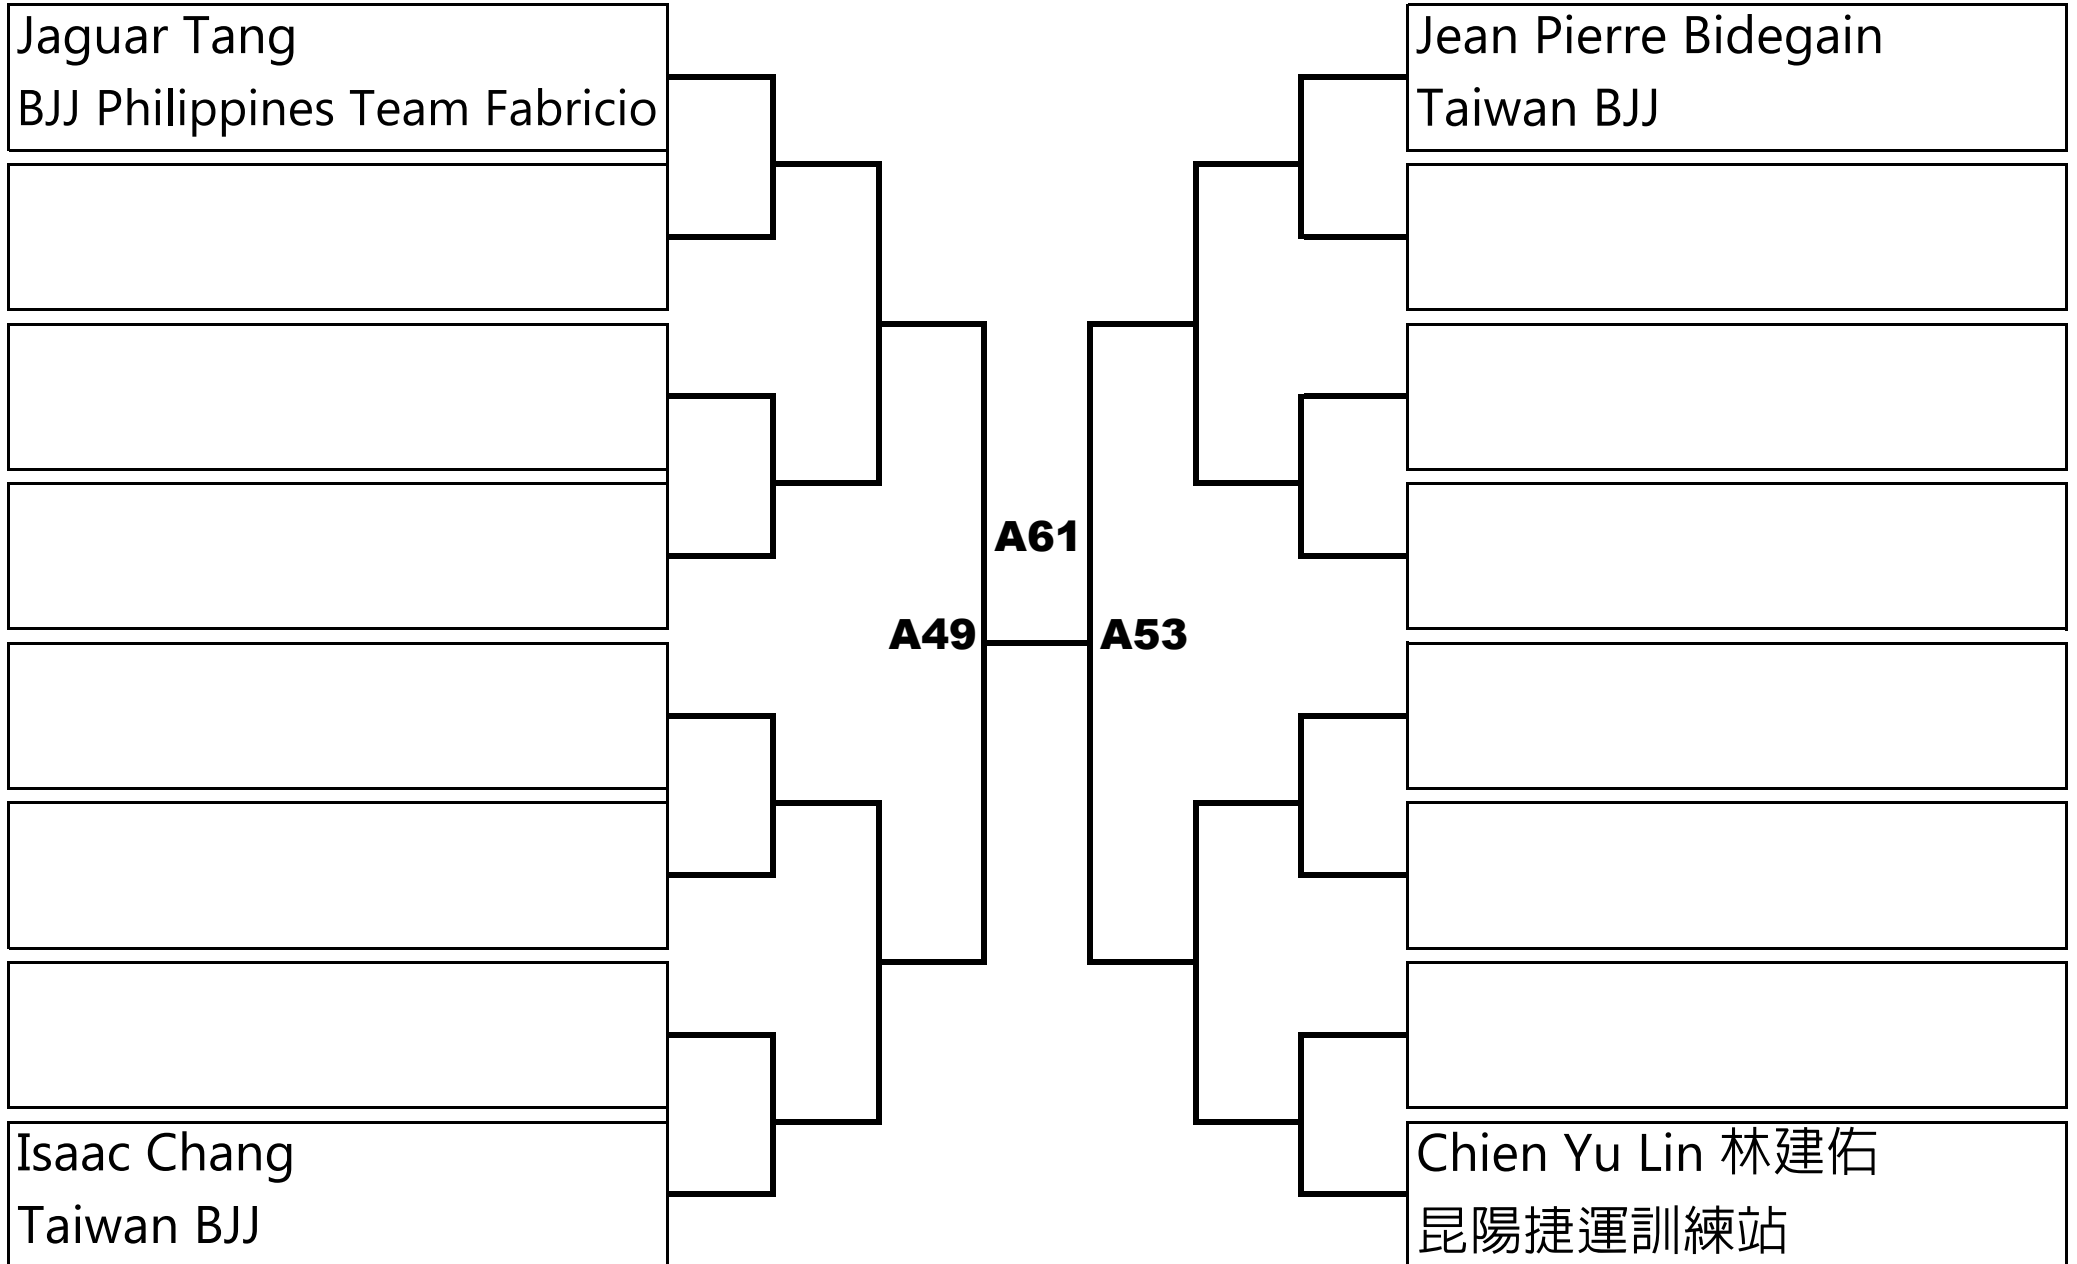 Jaguar Tang
BJJ Philippines Team Fabricio
Jean Pierre Bidegain
Taiwan BJJ
A61
A49
A53
Isaac Chang
Taiwan BJJ
Chien Yu Lin 林建佑
昆陽捷運訓練站